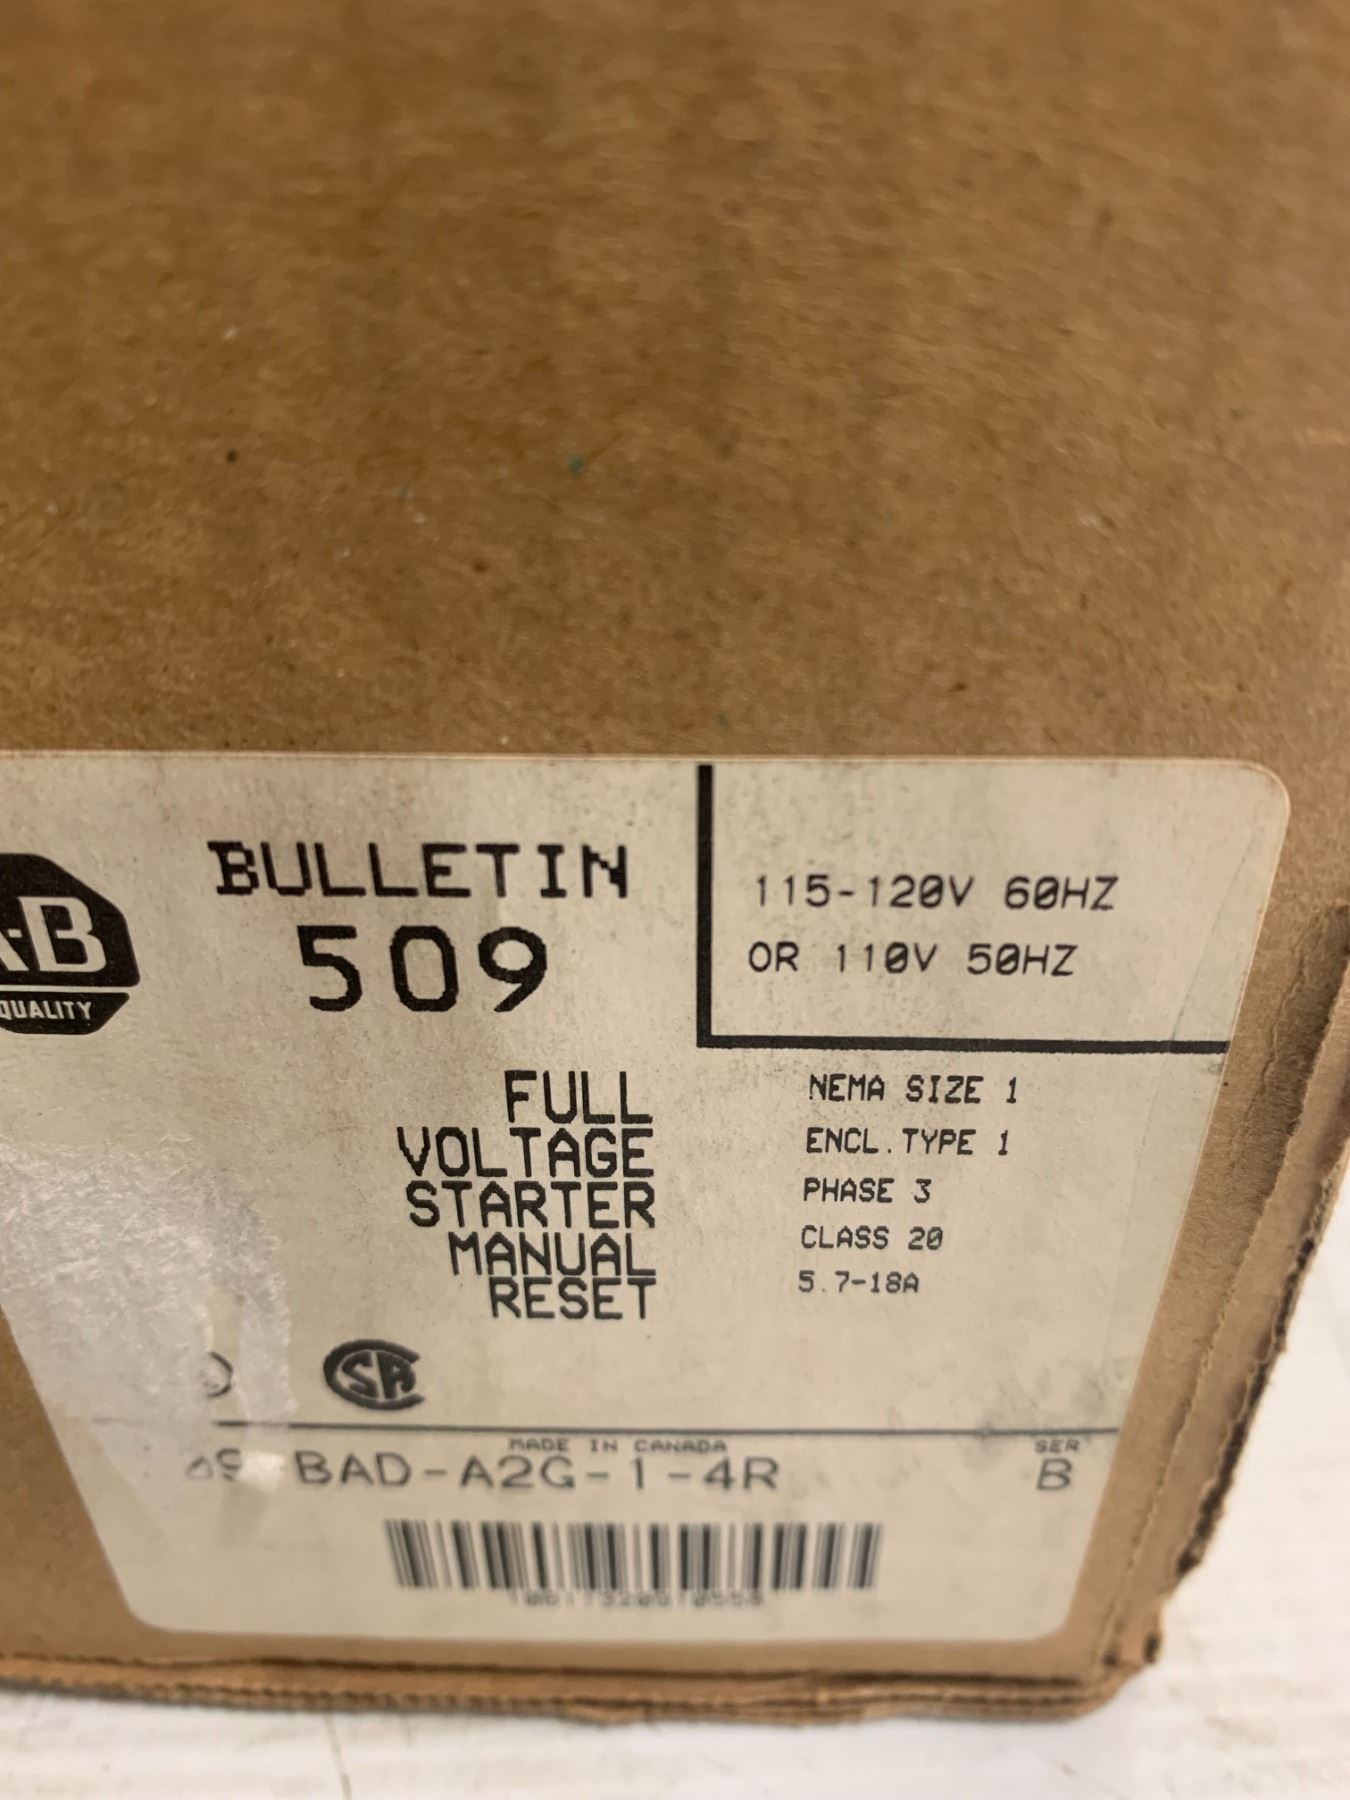 A-B
QUALITY
BULLETIN
509
115-120V 60HZ
OR 110V 50HZ
FULL
VOLTAGE
STARTER
MANUAL
RESET
NEMA SIZE 1
ENCL. TYPE 1
PHASE 3
CLASS 20
5.7-18A
MADE IN CANADA
SER
BAD-A2G-1-4R
B